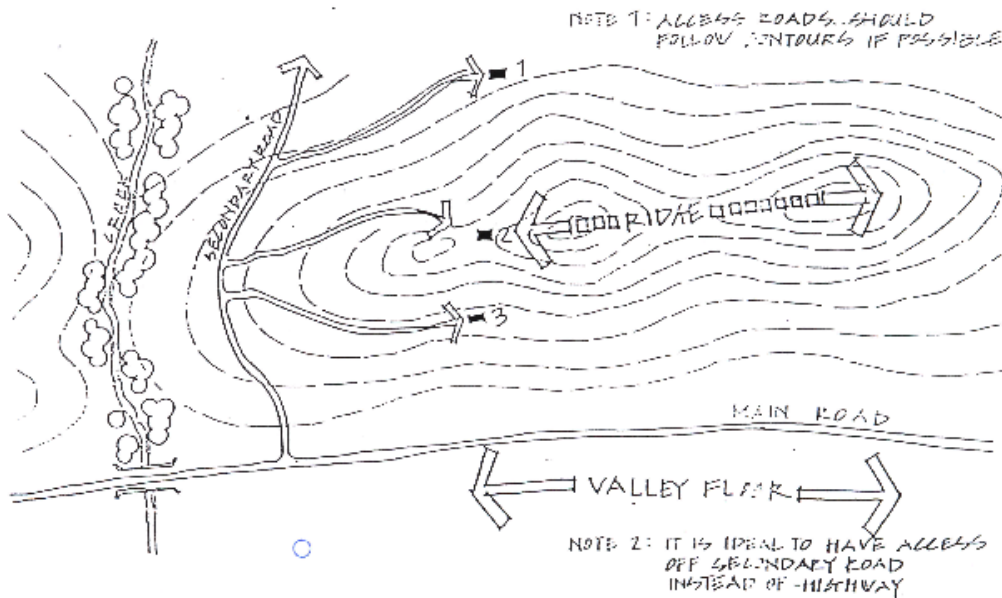 NOTE 1: ACCESS ROADS SHOULD
FOLLOW CONTOURS IF POSSIBLE
1
CREEK
SECONDARY ROAD
2
RIDGE
3
MAIN ROAD
VALLEY FLOOR
NOTE 2: IT IS IDEAL TO HAVE ACCESS
OFF SECONDARY ROAD
INSTEAD OF HIGHWAY